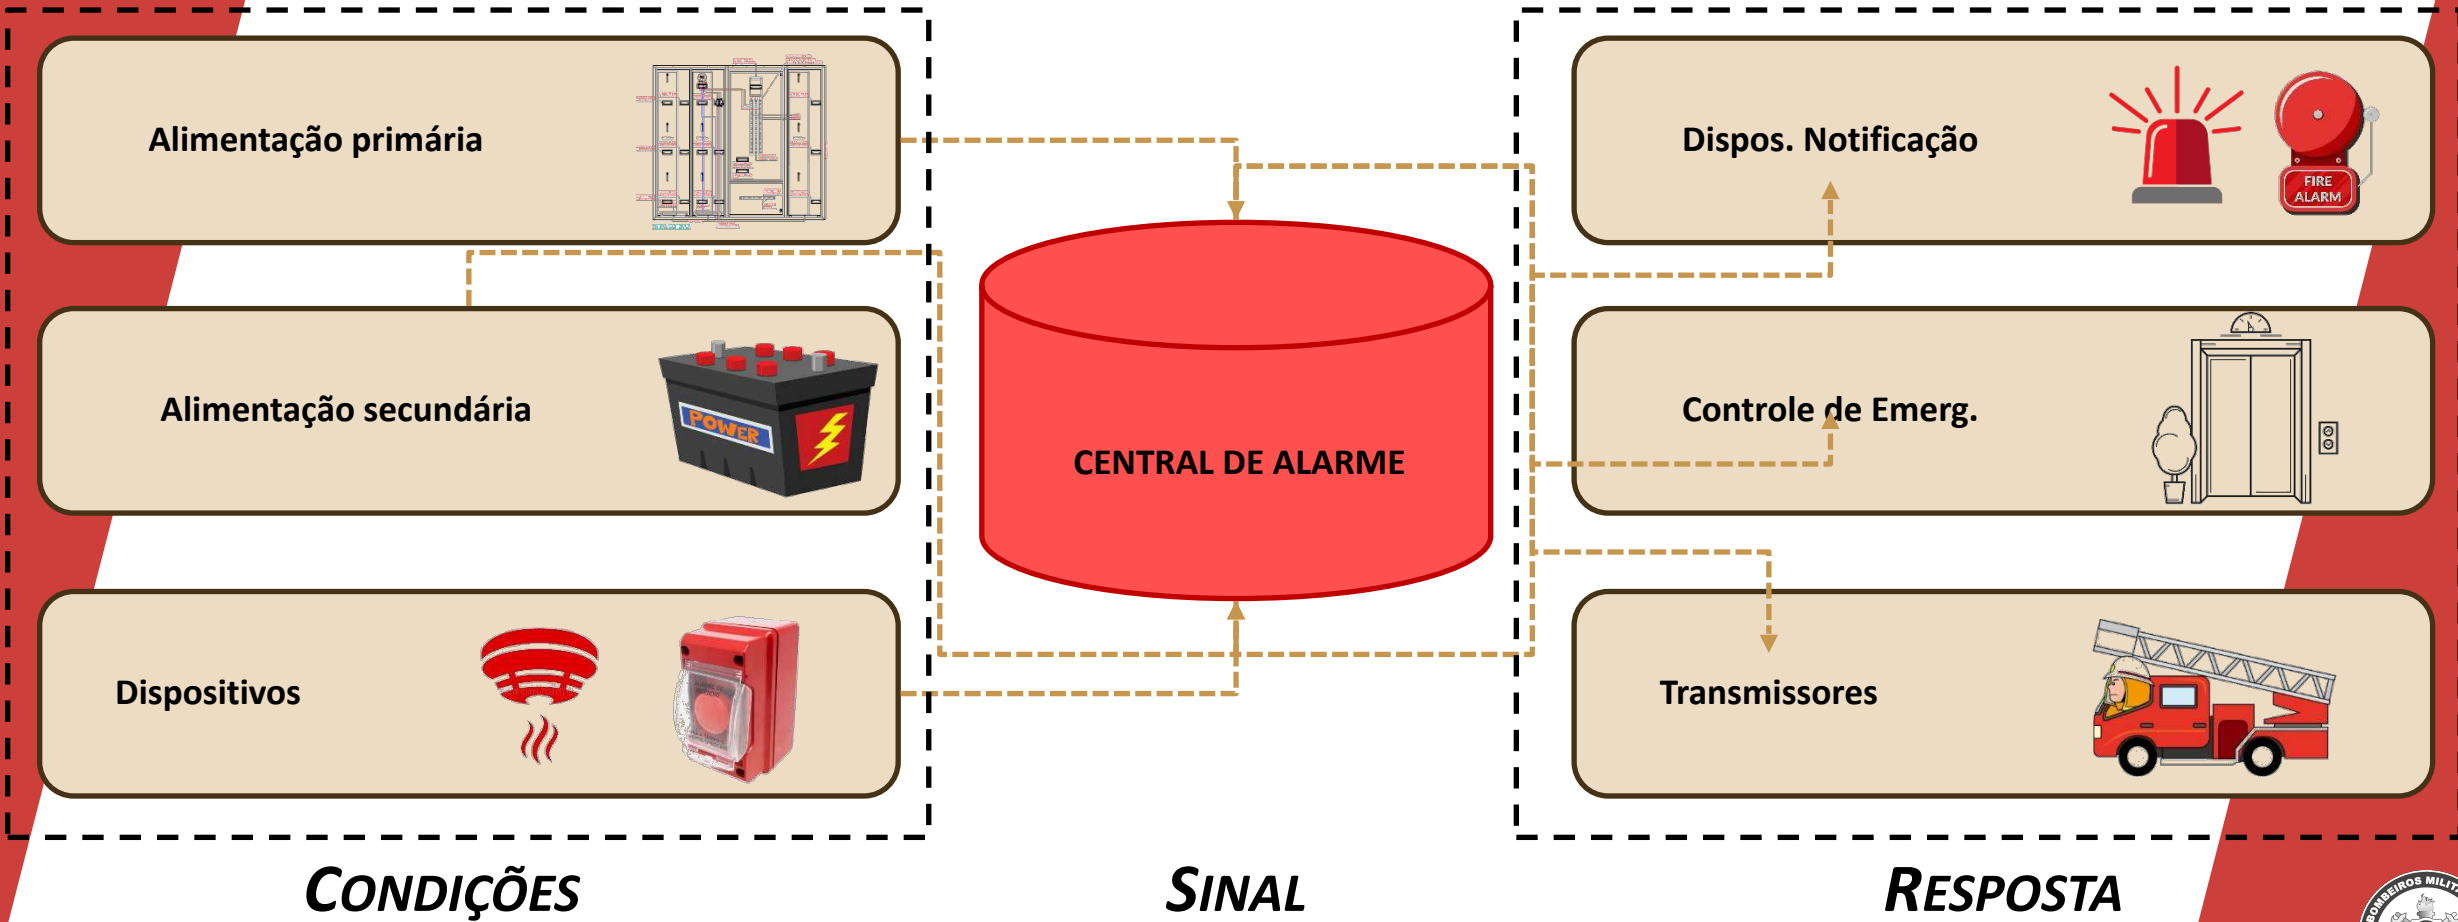 Alimentação primária
Alimentação secundária
POWER
Dispositivos
CENTRAL DE ALARME
Dispos. Notificação
FIRE
ALARM
Controle de Emerg.
Transmissores
CONDIÇÕES
SINAL
RESPOSTA